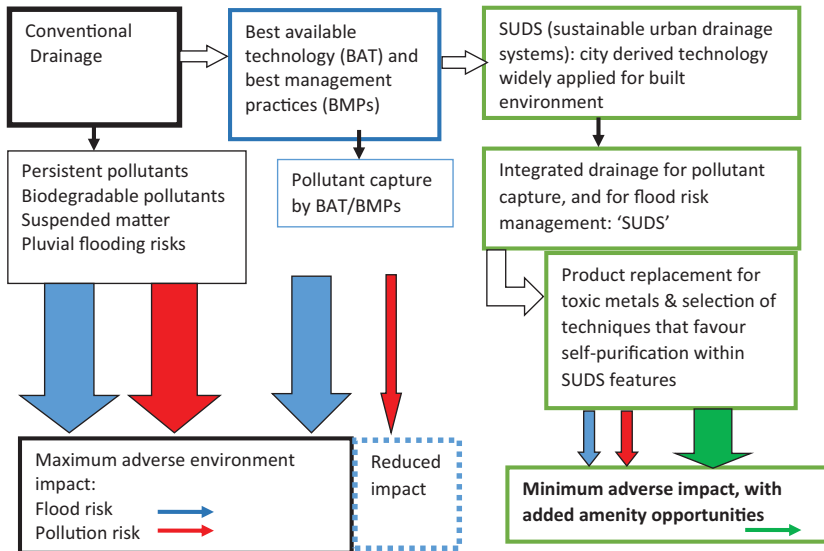 Conventional
Drainage
Best available
technology (BAT) and
best management
practices (BMPs)
SUDS (sustainable urban drainage
systems): city derived technology
widely applied for built
environment
Persistent pollutants
Biodegradable pollutants
Suspended matter
Pluvial flooding risks
Pollutant capture
by BAT/BMPs
Integrated drainage for pollutant
capture, and for flood risk
management: ‘SUDS’
Product replacement for
toxic metals & selection of
techniques that favour
self-purification within
SUDS features
Maximum adverse environment
impact:
Flood risk
Pollution risk
Reduced
impact
Minimum adverse impact, with
added amenity opportunities